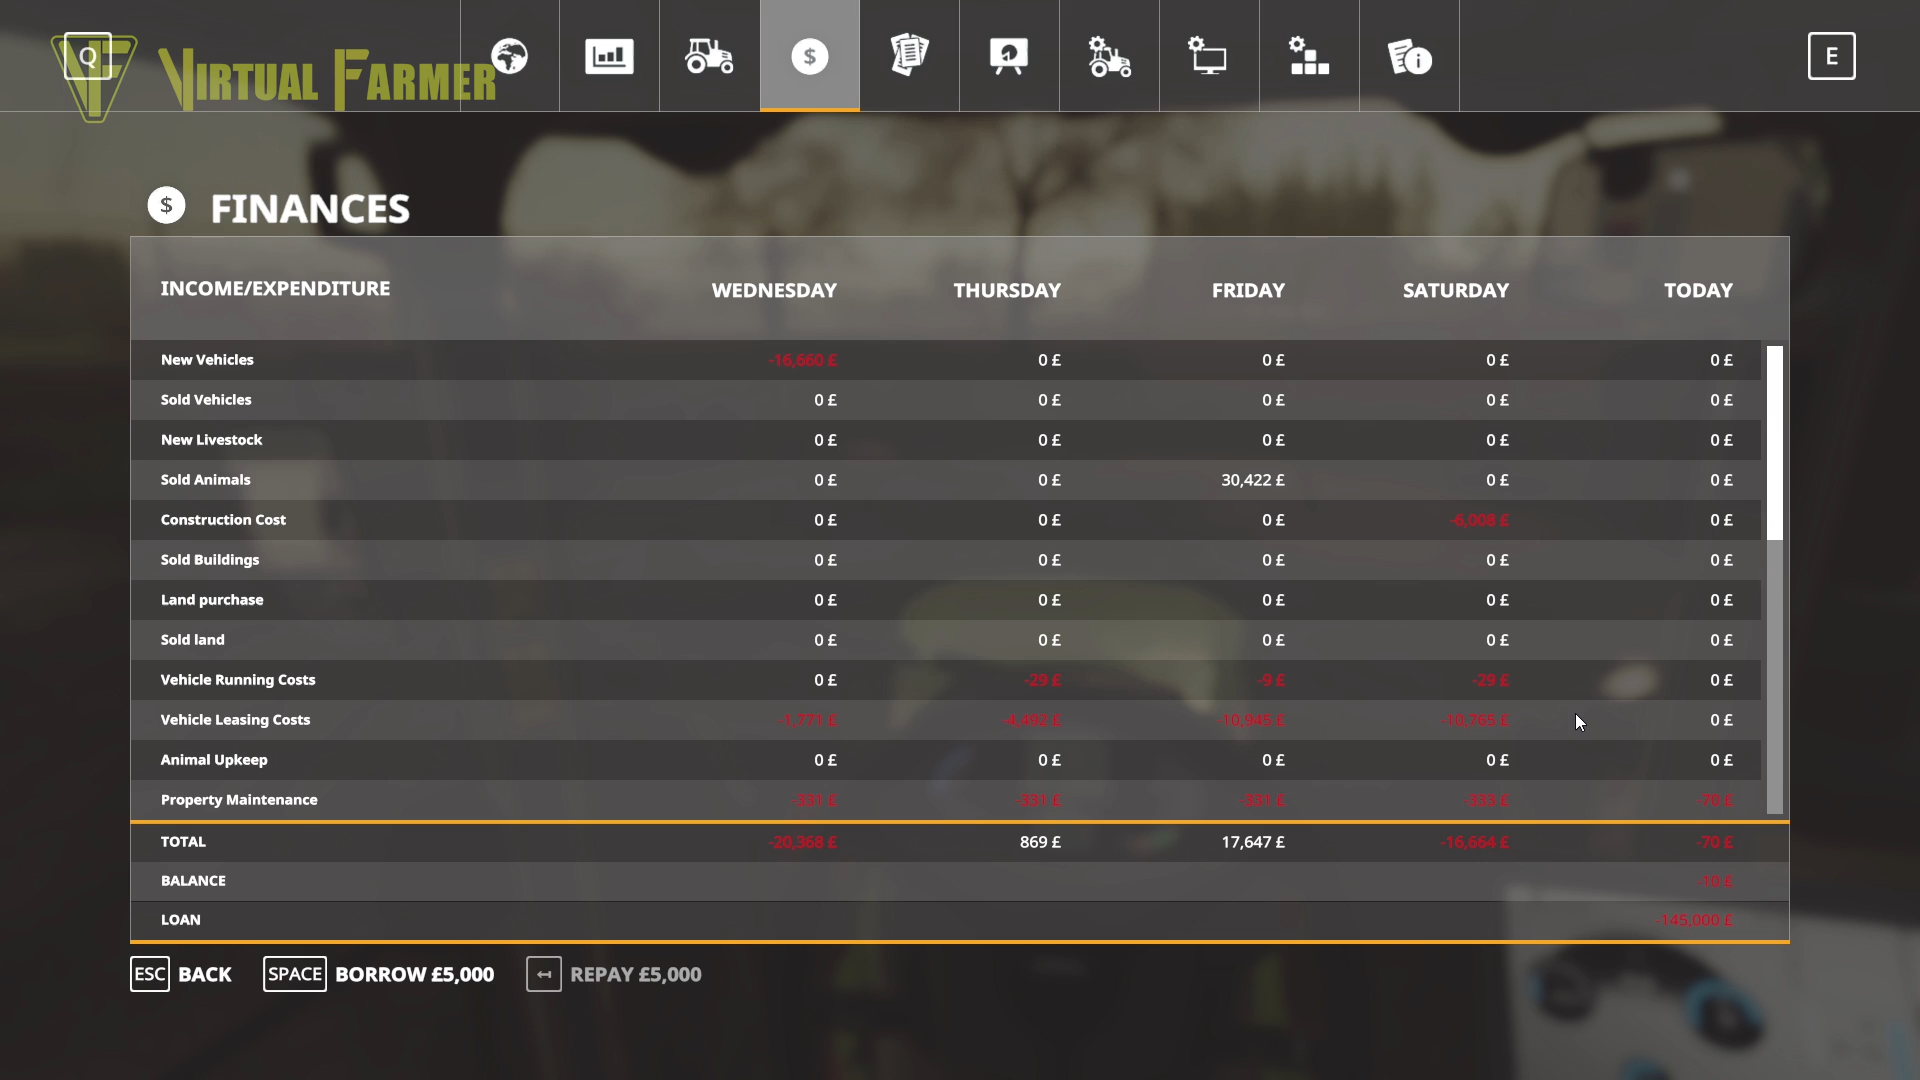 Q
VF VIRTUAL FARMER
$
E
$ FINANCES
INCOME/EXPENDITURE WEDNESDAY THURSDAY FRIDAY SATURDAY TODAY
New Vehicles -16,660 £ 0 £ 0 £ 0 £ 0 £
Sold Vehicles 0 £ 0 £ 0 £ 0 £ 0 £
New Livestock 0 £ 0 £ 0 £ 0 £ 0 £
Sold Animals 0 £ 0 £ 30,422 £ 0 £ 0 £
Construction Cost 0 £ 0 £ 0 £ -6,008 £ 0 £
Sold Buildings 0 £ 0 £ 0 £ 0 £ 0 £
Land purchase 0 £ 0 £ 0 £ 0 £ 0 £
Sold land 0 £ 0 £ 0 £ 0 £ 0 £
Vehicle Running Costs 0 £ -29 £ -9 £ -29 £ 0 £
Vehicle Leasing Costs -1,771 £ -4,492 £ -10,945 £ -10,765 £ 0 £
Animal Upkeep 0 £ 0 £ 0 £ 0 £ 0 £
Property Maintenance -331 £ -331 £ -331 £ -333 £ -70 £
TOTAL -20,368 £ 869 £ 17,647 £ -16,664 £ -70 £
BALANCE -10 £
LOAN -145,000 £
ESC BACK SPACE BORROW £5,000 REPAY £5,000